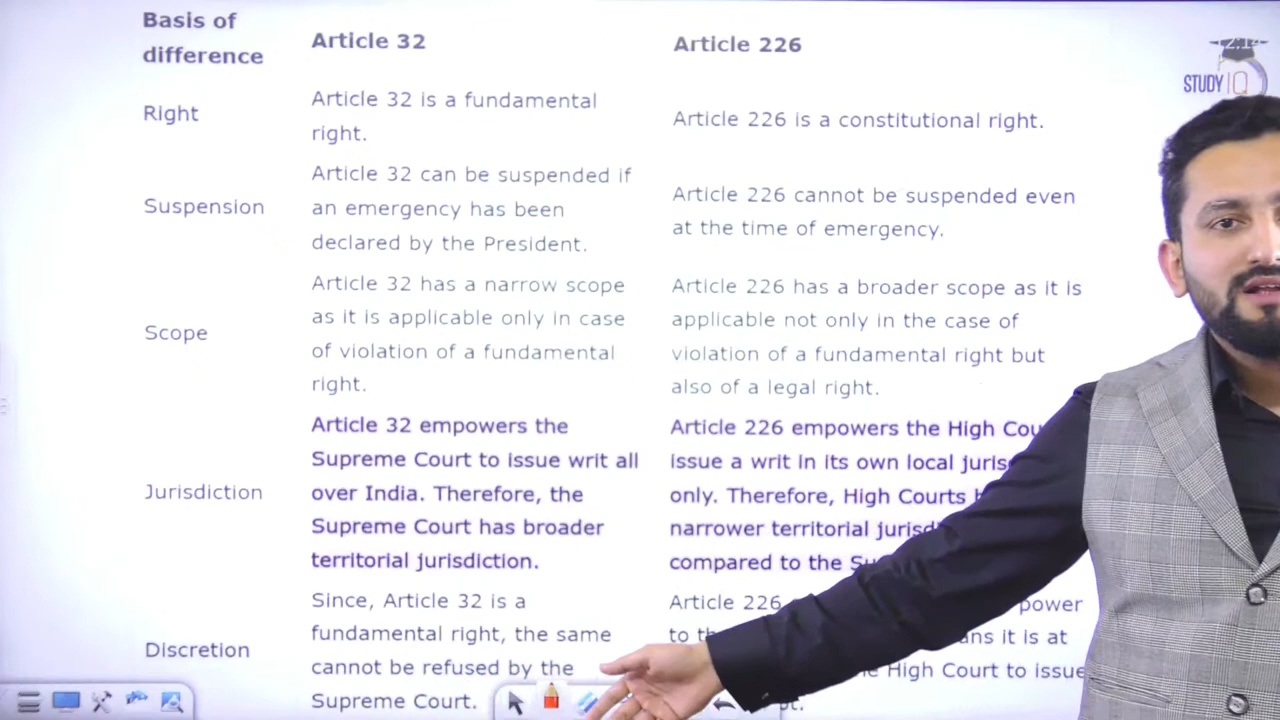 Basis of
difference
Article 32
Article 226
12:14
STUDY IQ
Right
Article 32 is a fundamental
right.
Article 226 is a constitutional right.
Suspension
Article 32 can be suspended if
an emergency has been
declared by the President.
Article 226 cannot be suspended even
at the time of emergency.
Scope
Article 32 has a narrow scope
as it is applicable only in case
of violation of a fundamental
right.
Article 226 has a broader scope as it is
applicable not only in the case of
violation of a fundamental right but
also of a legal right.
Jurisdiction
Article 32 empowers the
Supreme Court to issue writ all
over India. Therefore, the
Supreme Court has broader
territorial jurisdiction.
Article 226 empowers the High
issue a writ in its own local
only. Therefore, High Courts
narrower territorial
compared to the
Discretion
Since, Article 32 is a
fundamental right, the same
cannot be refused by the
Supreme Court.
Article 226 power
it is at
High Court to issue